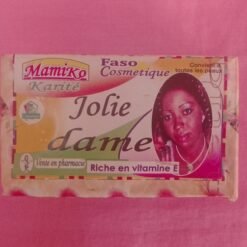 MamiKo
Karité
Faso
Cosmetique
Convient à
toutes les peaux
Jolie
dame
Vente en pharmacie
Riche en vitamine E